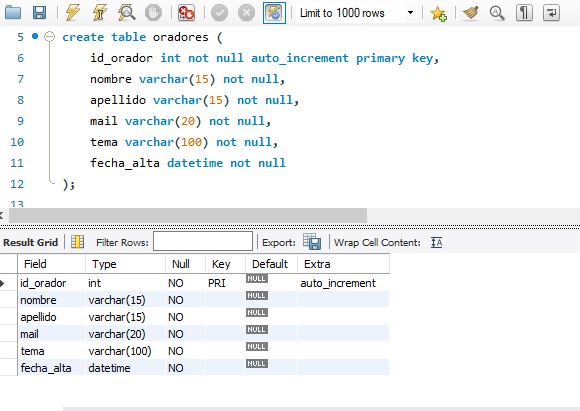 Limit to 1000 rows
5 create table oradores (
6 id_orador int not null auto_increment primary key,
7 nombre varchar(15) not null,
8 apellido varchar(15) not null,
9 mail varchar(20) not null,
10 tema varchar(100) not null,
11 fecha_alta datetime not null
12 );
13
Result Grid Filter Rows: Export: Wrap Cell Content: IA
Field Type Null Key Default Extra
id_orador int NO PRI NULL auto_increment
nombre varchar(15) NO NULL
apellido varchar(15) NO NULL
mail varchar(20) NO NULL
tema varchar(100) NO NULL
fecha_alta datetime NO NULL